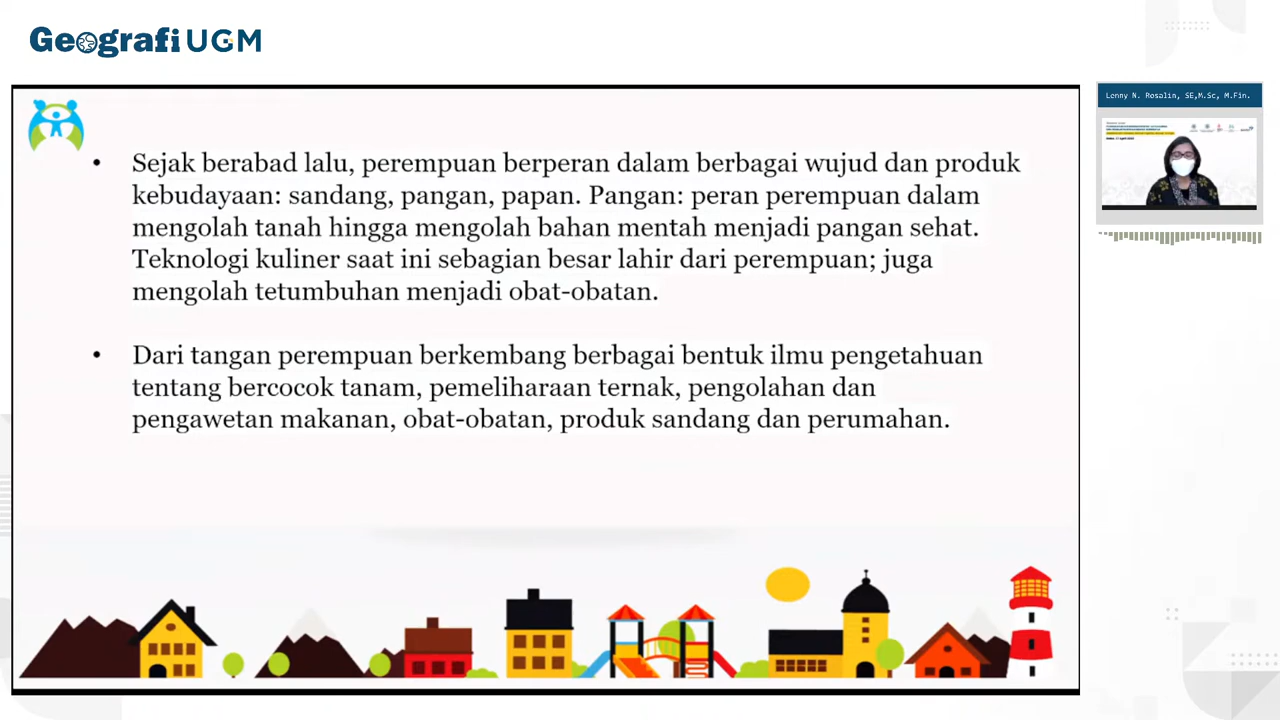 Geografi UGM
Lenny N. Rosalin, SE,M.Sc, M.Fin.
• Sejak berabad lalu, perempuan berperan dalam berbagai wujud dan produk
kebudayaan: sandang, pangan, papan. Pangan: peran perempuan dalam
mengolah tanah hingga mengolah bahan mentah menjadi pangan sehat.
Teknologi kuliner saat ini sebagian besar lahir dari perempuan; juga
mengolah tetumbuhan menjadi obat-obatan.
• Dari tangan perempuan berkembang berbagai bentuk ilmu pengetahuan
tentang bercocok tanam, pemeliharaan ternak, pengolahan dan
pengawetan makanan, obat-obatan, produk sandang dan perumahan.